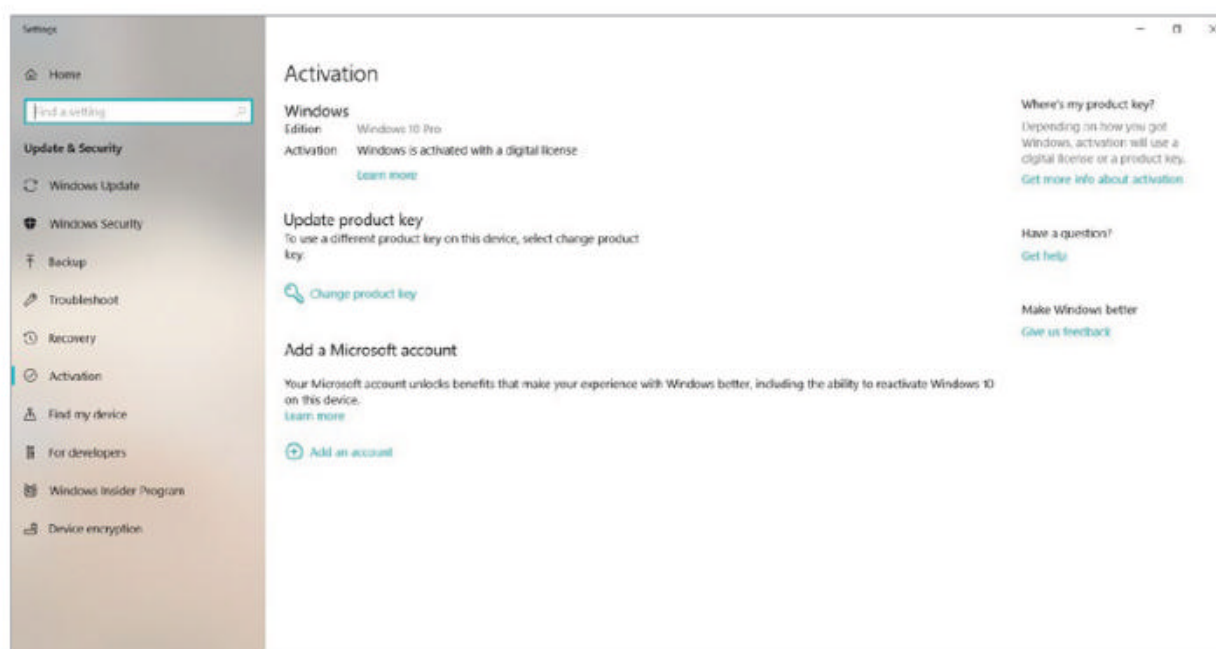 Settings
Home
Find a setting
Update & Security
Windows Update
Windows Security
Backup
Troubleshoot
Recovery
Activation
Find my device
For developers
Windows Insider Program
Device encryption
Activation
Windows
Edition Windows 10 Pro
Activation Windows is activated with a digital license
Learn more
Update product key
To use a different product key on this device, select change product
key.
Change product key
Add a Microsoft account
Your Microsoft account unlocks benefits that make your experience with Windows better, including the ability to reactivate Windows 10
on this device.
Learn more
Add an account
Where's my product key?
Depending on how you got
Windows, activation will use a
digital license or a product key.
Get more info about activation
Have a question?
Get help
Make Windows better
Give us feedback